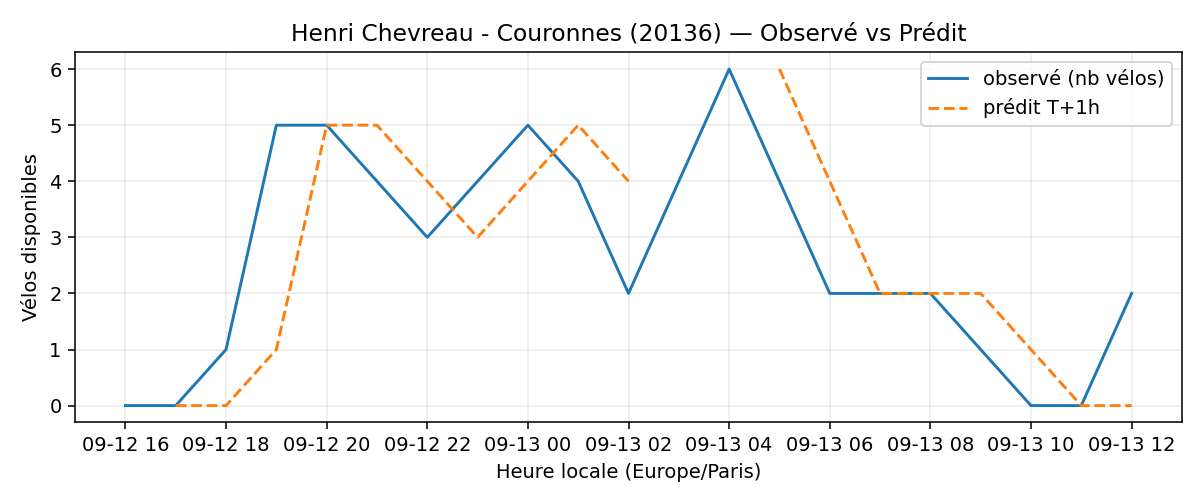 Henri Chevreau - Couronnes (20136) — Observé vs Prédit
observé (nb vélos)
prédit T+1h
Vélos disponibles
6
5
4
3
2
1
0
09-12 16 09-12 18 09-12 20 09-12 22 09-13 00 09-13 02 09-13 04 09-13 06 09-13 08 09-13 10 09-13 12
Heure locale (Europe/Paris)